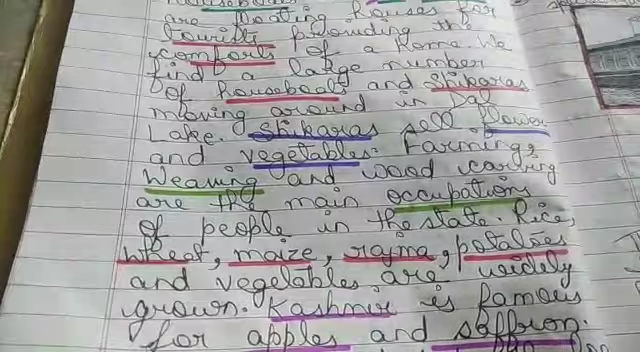 Houseboats
are floating houses for
tourists providing the
comforts of a home. We
find a large number
of houseboats and Shikaras
moving around in Dal
Lake. Shikaras sell flower
and vegetables. Farming,
Weaving and wood carving
are the main occupations
of people in the state. Rice,
wheat, maize, rajma, potatoes
and vegetables are widely
grown. Kashmir is famous
for apples and saffron.